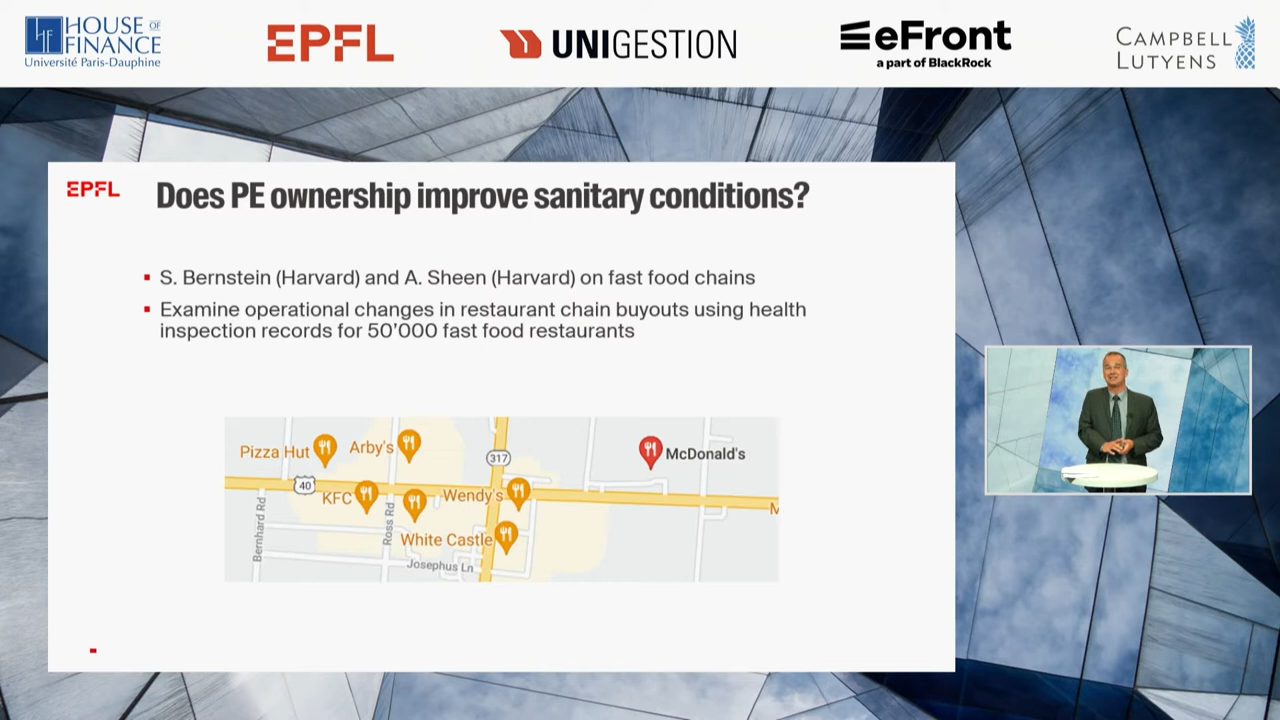 HOUSE OF
FINANCE
Université Paris-Dauphine
EPFL
UNIGESTION
eFront
a part of BlackRock
CAMPBELL
LUTYENS
EPFL
Does PE ownership improve sanitary conditions?
S. Bernstein (Harvard) and A. Sheen (Harvard) on fast food chains
Examine operational changes in restaurant chain buyouts using health
inspection records for 50'000 fast food restaurants
Pizza Hut
Arby's
317
McDonald's
40
KFC
Wendy's
M
Bernhard Rd
Ross Rd
White Castle
Josephus Ln